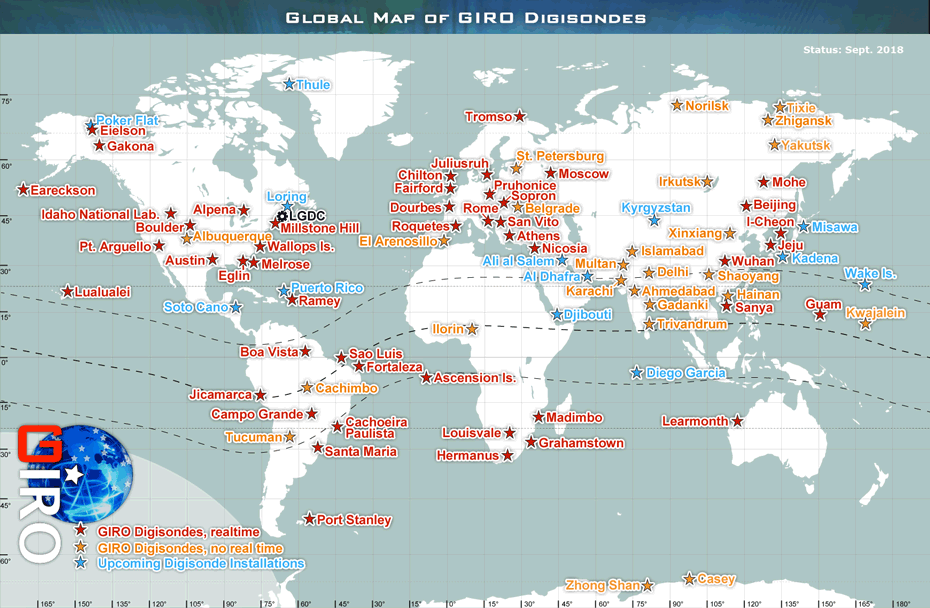 Global Map of GIRO Digisondes
Status: Sept. 2018
Thule
Poker Flat
Eielson
Gakona
Eareckson
Tromso
Norilsk
Tixie
Zhigansk
Yakutsk
St. Petersburg
Juliusruh
Moscow
Chilton
Fairford
Pruhonice
Sopron
Dourbes
Rome
Belgrade
Roquetes
San Vito
El Arenosillo
Athens
Nicosia
Irkutsk
Mohe
Kyrgyzstan
Beijing
I-Cheon
Misawa
Xinxiang
Jeju
Kadena
Wuhan
Islamabad
Multan
Delhi
Shaoyang
Wake Is.
Ali al Salem
Al Dhafra
Karachi
Ahmedabad
Gadanki
Hainan
Sanya
Guam
Kwajalein
Djibouti
Trivandrum
Loring
LGDC
Idaho National Lab.
Alpena
Millstone Hill
Boulder
Albuquerque
Pt. Arguello
Wallops Is.
Austin
Melrose
Eglin
Lualualei
Puerto Rico
Ramey
Soto Cano
Ilorin
Boa Vista
Sao Luis
Fortaleza
Ascension Is.
Diego Garcia
Jicamarca
Cachimbo
Campo Grande
Cachoeira
Paulista
Tucuman
Santa Maria
Madimbo
Louisvale
Grahamstown
Hermanus
Learmonth
Port Stanley
Zhong Shan
Casey
GIRO
GIRO Digisondes, realtime
GIRO Digisondes, no real time
Upcoming Digisonde Installations
75°
60°
45°
30°
15°
0°
15°
30°
45°
60°
165° 150° 135° 120° 105° 90° 75° 60° 45° 30° 15° 0° 15° 30° 45° 60° 75° 90° 105° 120° 135° 150° 165° 180°